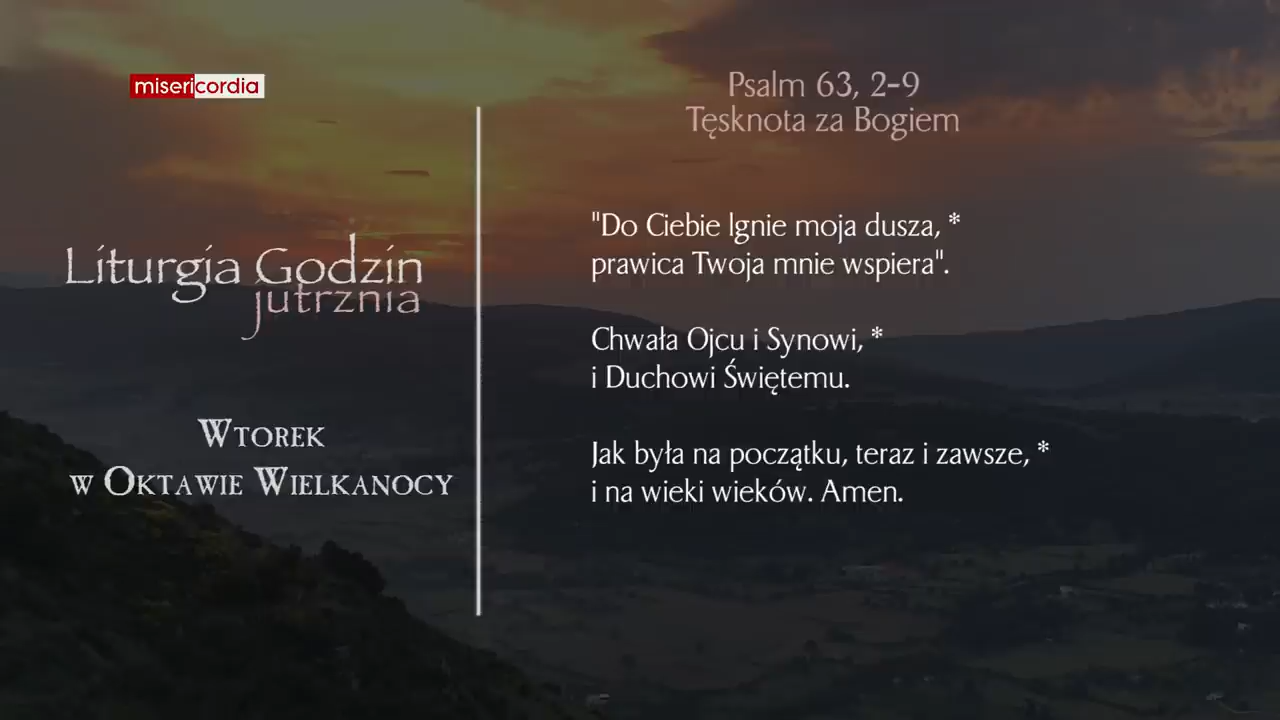 misericordia
Liturgia Godzin
jutrznia
Wtorek
w Oktawie Wielkanocy
Psalm 63, 2-9
Tęsknota za Bogiem
"Do Ciebie lgnie moja dusza, *
prawica Twoja mnie wspiera".
Chwała Ojcu i Synowi, *
i Duchowi Świętemu.
Jak była na początku, teraz i zawsze, *
i na wieki wieków. Amen.